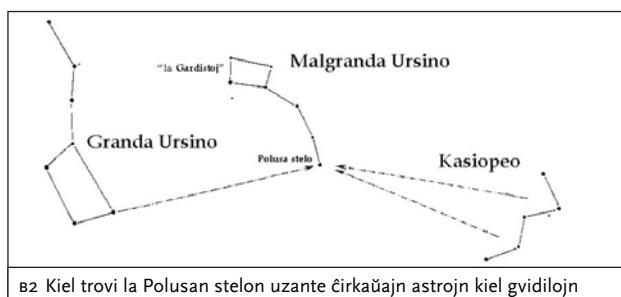 "la Gardistoj"
Malgranda Ursino
Granda Ursino
Polusa stelo
Kasiopeo
B2 Kiel trovi la Polusan stelon uzante ĉirkaŭajn astrojn kiel gvidilojn